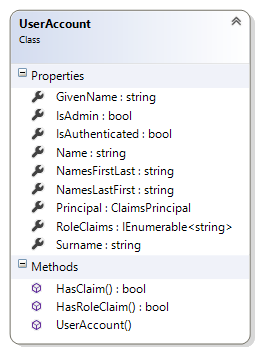 UserAccount
Class
Properties
GivenName : string
IsAdmin : bool
IsAuthenticated : bool
Name : string
NamesFirstLast : string
NamesLastFirst : string
Principal : ClaimsPrincipal
RoleClaims : IEnumerable<string>
Surname : string
Methods
HasClaim() : bool
HasRoleClaim() : bool
UserAccount()